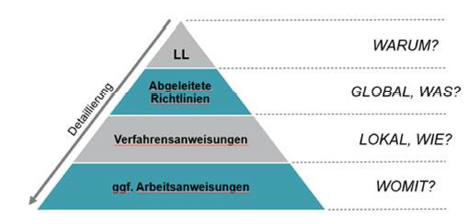 LL
WARUM?
Abgeleitete
Richtlinien
GLOBAL, WAS?
Verfahrensanweisungen
LOKAL, WIE?
ggf. Arbeitsanweisungen
WOMIT?
Detaillierung